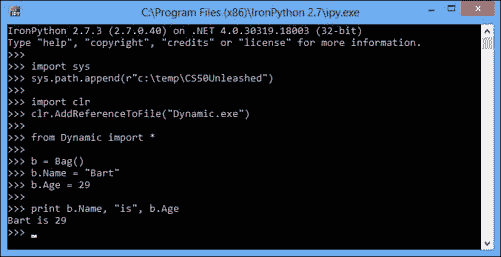 C:\Program Files (x86)\IronPython 2.7\ipy.exe
IronPython 2.7.3 (2.7.0.40) on .NET 4.0.30319.18003 (32-bit)
Type "help", "copyright", "credits" or "license" for more information.
>>>
>>> import sys
>>> sys.path.append(r"c:\temp\CS50Unleashed")
>>>
>>> import clr
>>> clr.AddReferenceToFile("Dynamic.exe")
>>>
>>> from Dynamic import *
>>>
>>> b = Bag()
>>> b.Name = "Bart"
>>> b.Age = 29
>>>
>>> print b.Name, "is", b.Age
Bart is 29
>>> _